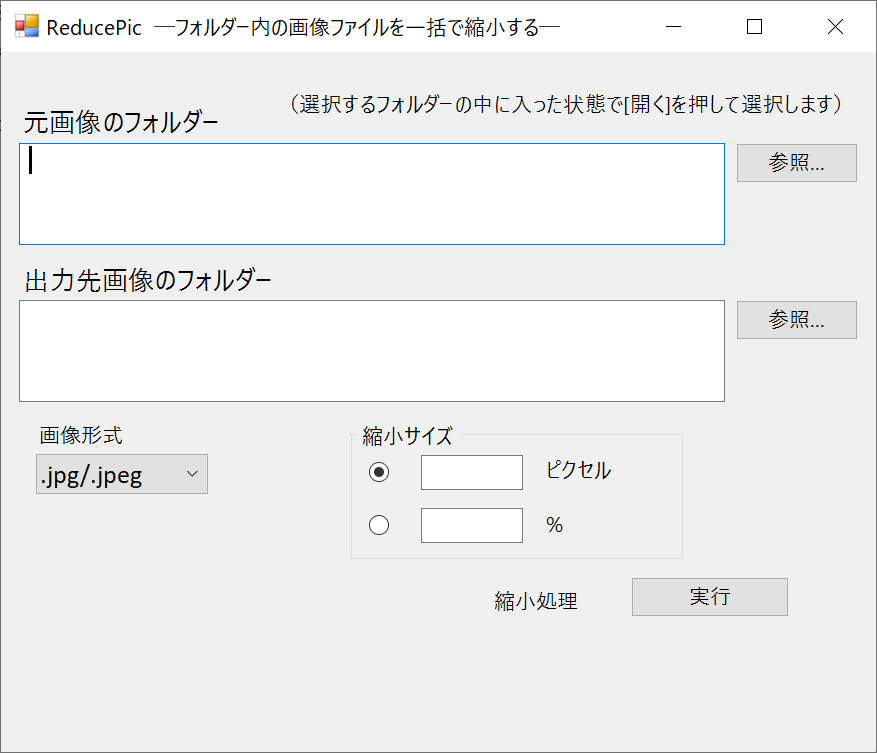 ReducePic ―フォルダー内の画像ファイルを一括で縮小する―
（選択するフォルダーの中に入った状態で[開く]を押して選択します）
元画像のフォルダー
参照...
出力先画像のフォルダー
参照...
画像形式
.jpg/.jpeg
縮小サイズ
ピクセル
%
縮小処理
実行